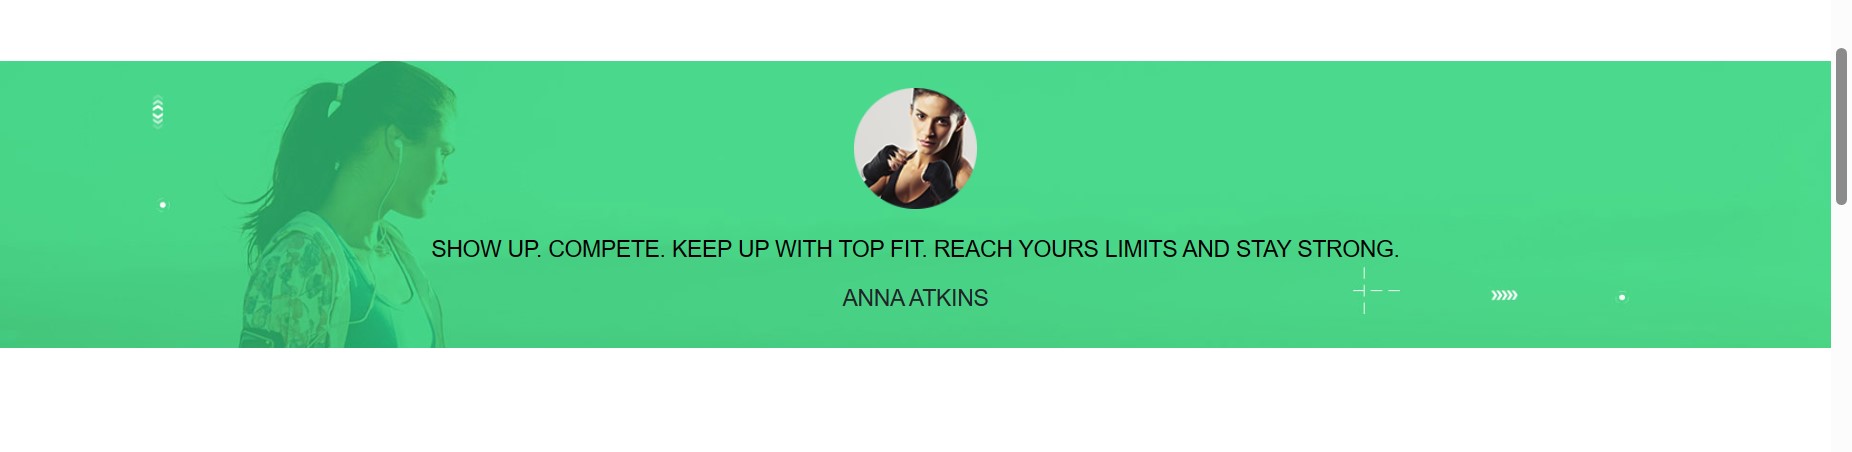 SHOW UP. COMPETE. KEEP UP WITH TOP FIT. REACH YOURS LIMITS AND STAY STRONG.
ANNA ATKINS